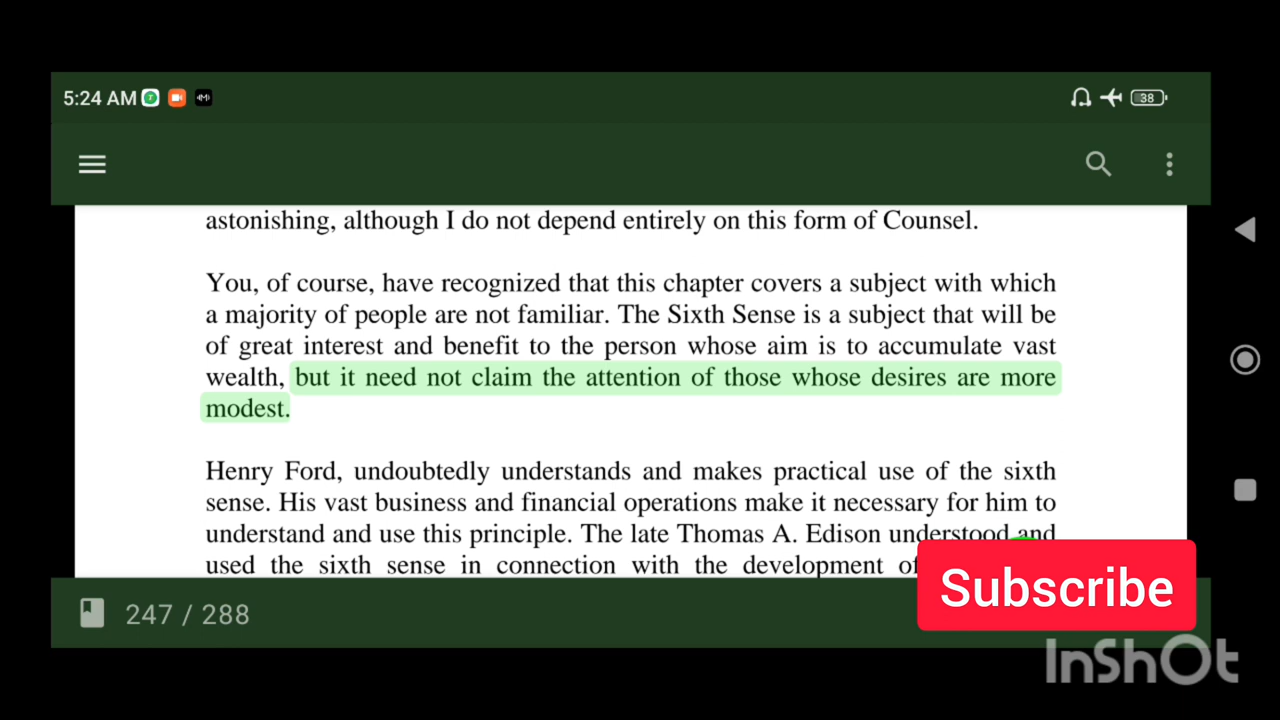 5:24 AM
38
astonishing, although I do not depend entirely on this form of Counsel.
You, of course, have recognized that this chapter covers a subject with which
a majority of people are not familiar. The Sixth Sense is a subject that will be
of great interest and benefit to the person whose aim is to accumulate vast
wealth, but it need not claim the attention of those whose desires are more
modest.
Henry Ford, undoubtedly understands and makes practical use of the sixth
sense. His vast business and financial operations make it necessary for him to
understand and use this principle. The late Thomas A. Edison understood and
used the sixth sense in connection with the development of
Subscribe
247 / 288
InShOt